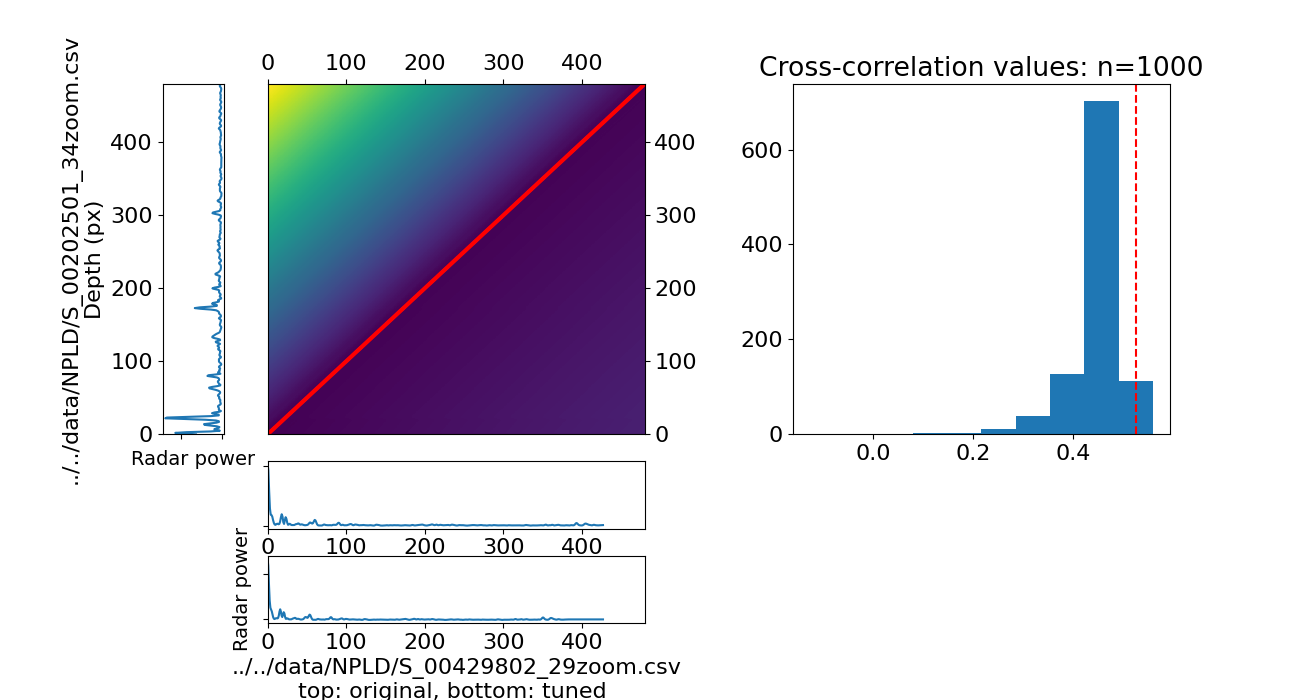 0 100 200 300 400
Cross-correlation values: n=1000
../../data/NPLD/S_00202501_34zoom.csv
Depth (px)
400
300
200
100
0
400
300
200
100
0
600
400
200
0
0.0 0.2 0.4
Radar power
0 100 200 300 400
Radar power
0 100 200 300 400
../../data/NPLD/S_00429802_29zoom.csv
top: original, bottom: tuned